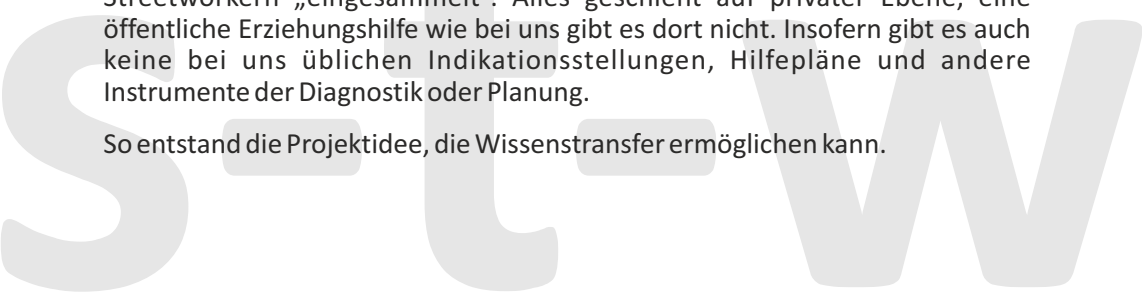 Streetworkern „eingesammelt“. Alles geschieht auf privater Ebene, eine
öffentliche Erziehungshilfe wie bei uns gibt es dort nicht. Insofern gibt es auch
keine bei uns üblichen Indikationsstellungen, Hilfepläne und andere
Instrumente der Diagnostik oder Planung.
So entstand die Projektidee, die Wissenstransfer ermöglichen kann.
s-t-w